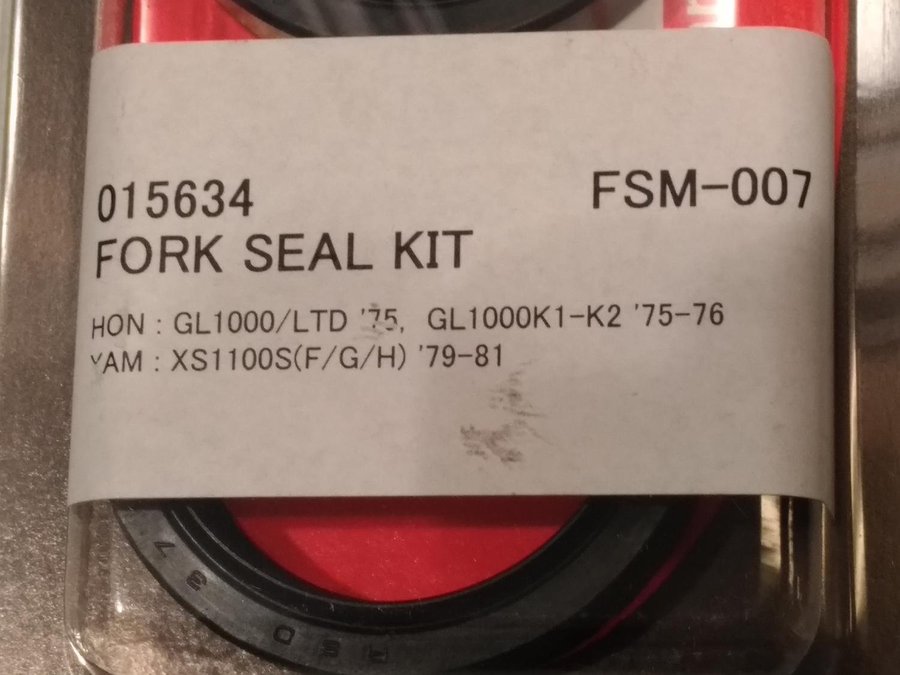 015634 FSM-007
FORK SEAL KIT
HON : GL1000/LTD '75, GL1000K1-K2 '75-76
YAM : XS1100S(F/G/H) '79-81